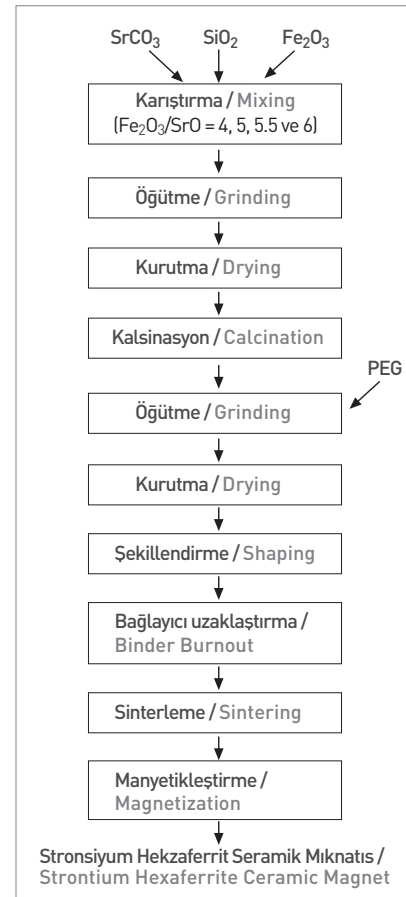 SrCO₃ SiO₂ Fe₂O₃
Karıştırma / Mixing
(Fe₂O₃/SrO = 4, 5, 5.5 ve 6)
Öğütme / Grinding
Kurutma / Drying
Kalsinasyon / Calcination
PEG
Öğütme / Grinding
Kurutma / Drying
Şekillendirme / Shaping
Bağlayıcı uzaklaştırma /
Binder Burnout
Sinterleme / Sintering
Manyetikleştirme /
Magnetization
Stronsiyum Hekzaferrit Seramik Mıknatıs /
Strontium Hexaferrite Ceramic Magnet